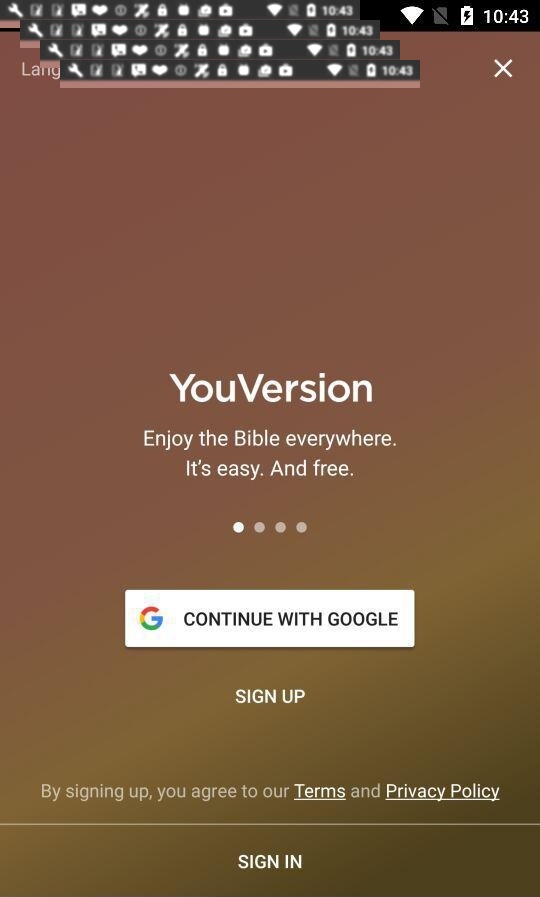 10:43
10:43
10:43
10:43
10:43
Lang
YouVersion
Enjoy the Bible everywhere.
It's easy. And free.
CONTINUE WITH GOOGLE
SIGN UP
By signing up, you agree to our Terms and Privacy Policy
SIGN IN